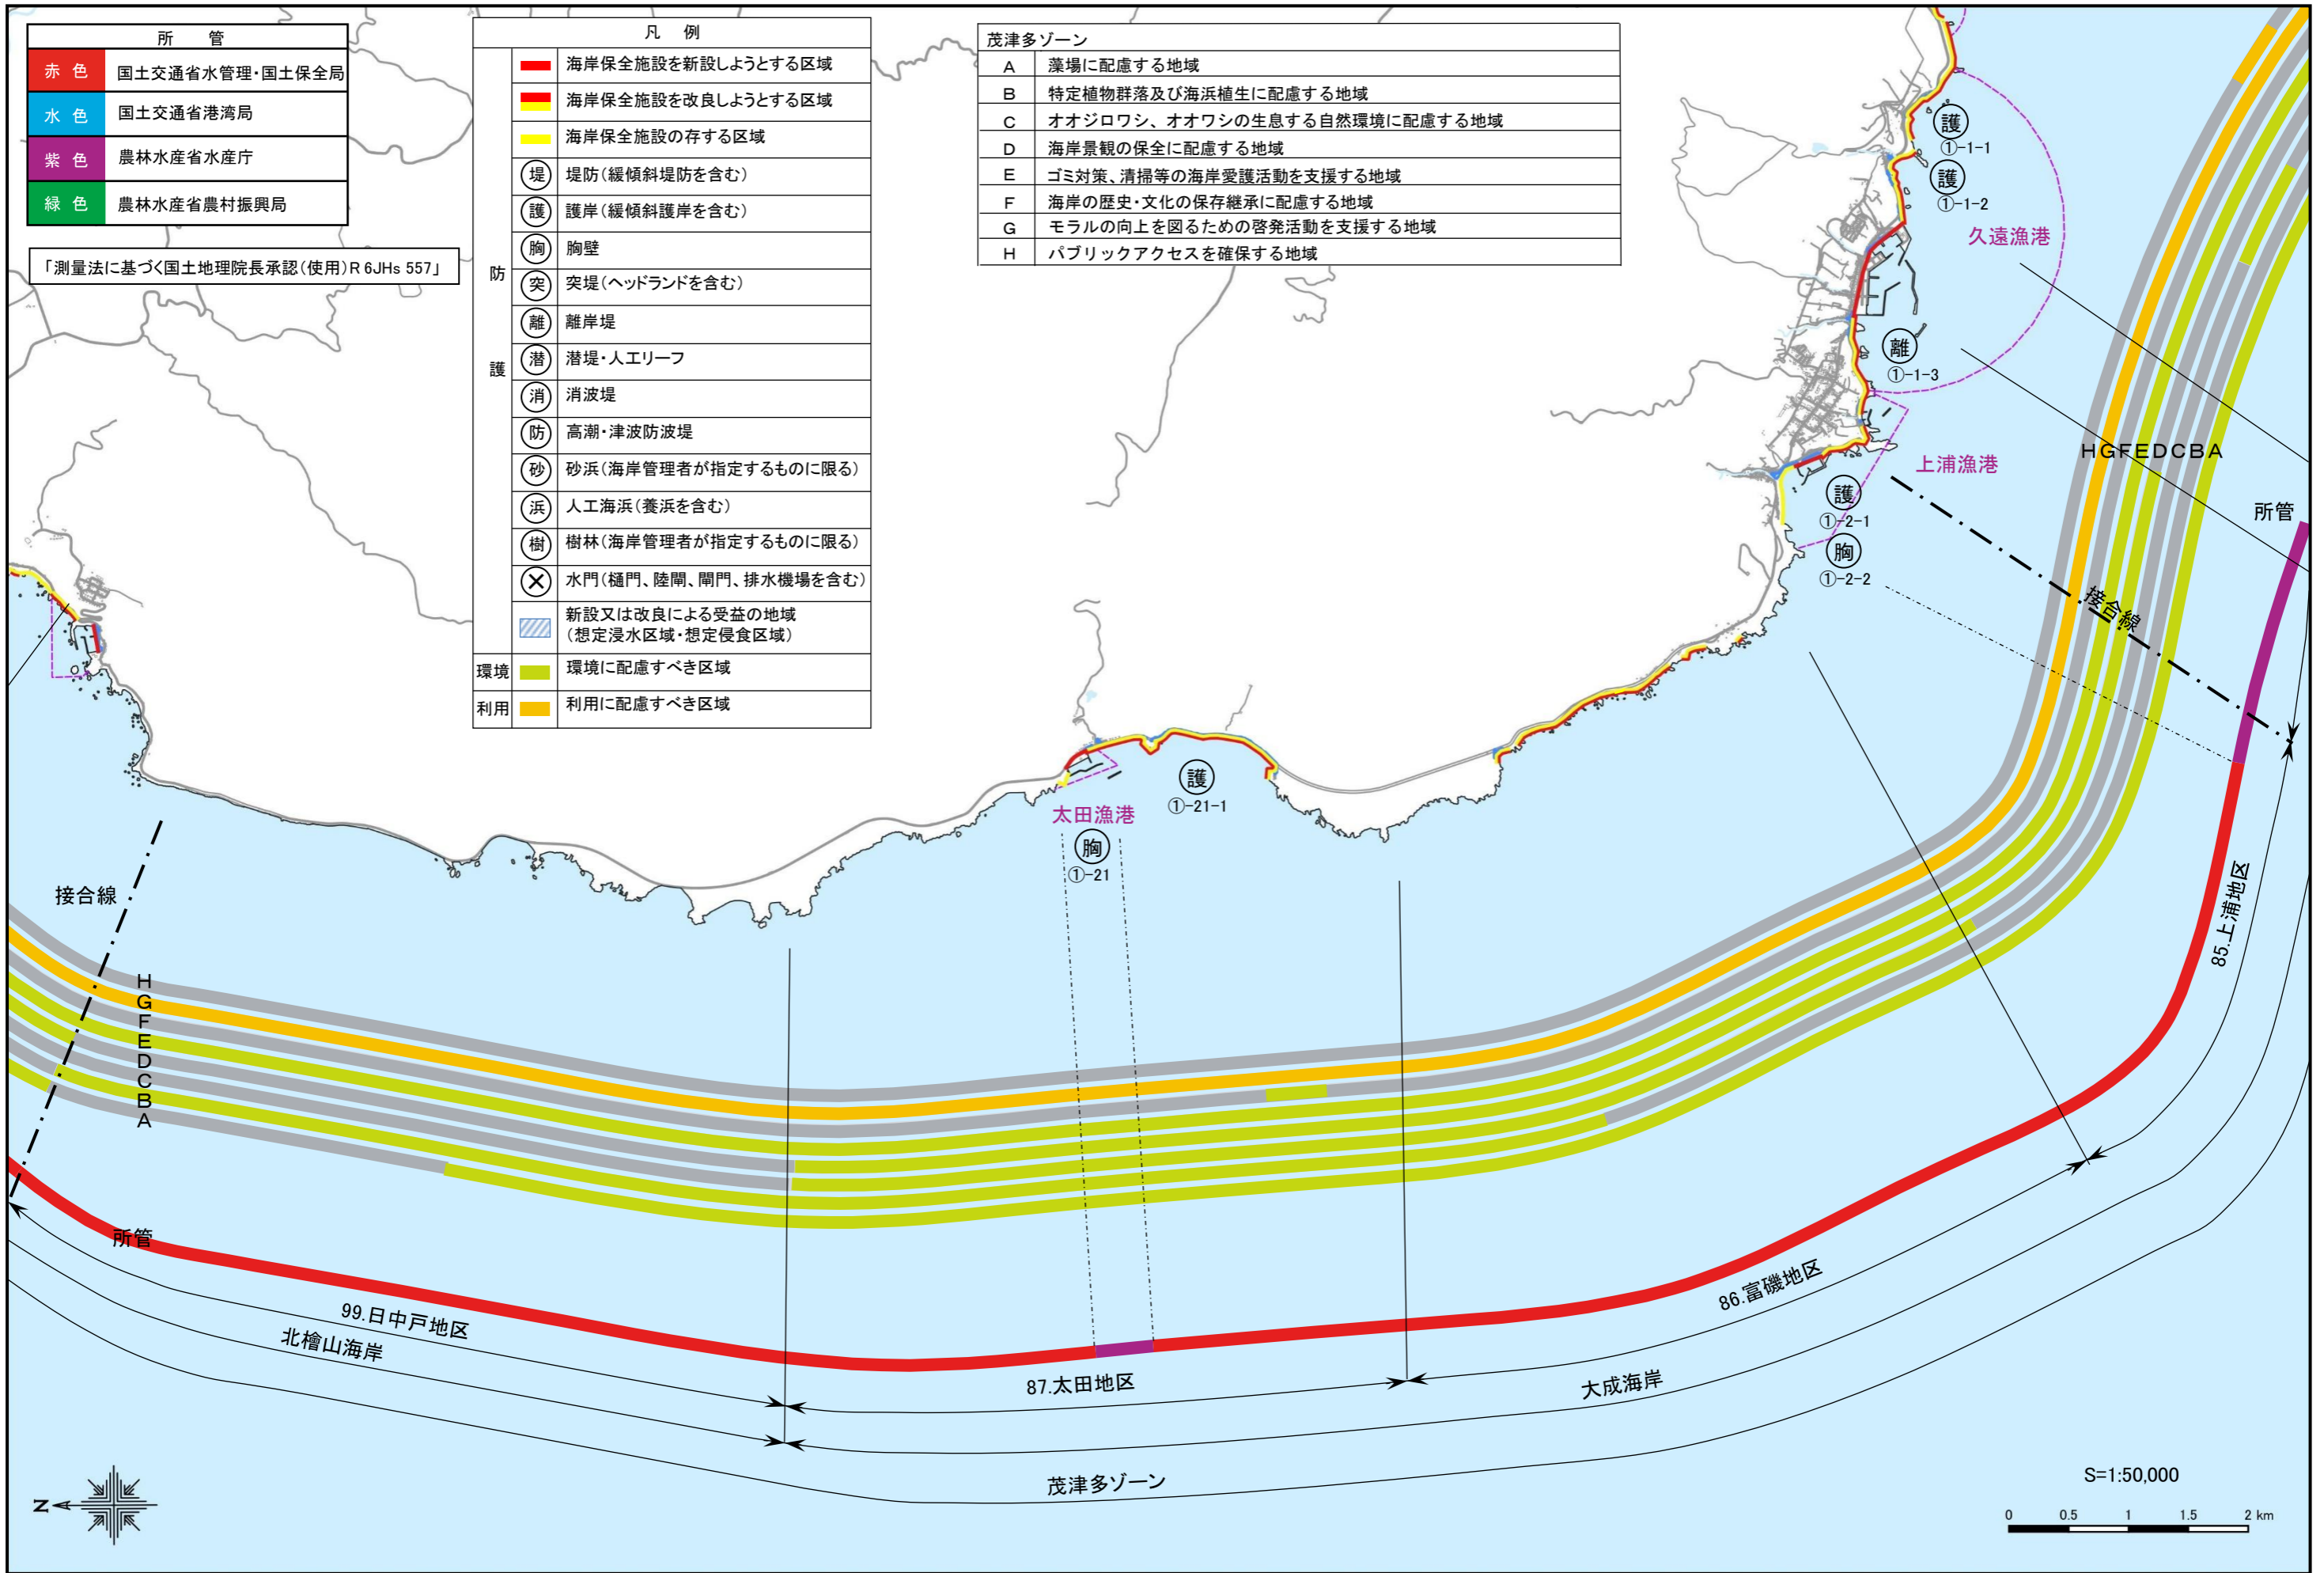 所 管
赤 色 国土交通省水管理・国土保全局
水 色 国土交通省港湾局
紫 色 農林水産省水産庁
緑 色 農林水産省農村振興局
「測量法に基づく国土地理院長承認(使用)R 6JHs 557」
凡 例
防 護
海岸保全施設を新設しようとする区域
海岸保全施設を改良しようとする区域
海岸保全施設の存する区域
堤 堤防(緩傾斜堤防を含む)
護 護岸(緩傾斜護岸を含む)
胸 胸壁
突 突堤(ヘッドランドを含む)
離 離岸堤
潜 潜堤・人工リーフ
消 消波堤
防 高潮・津波防波堤
砂 砂浜(海岸管理者が指定するものに限る)
浜 人工海浜(養浜を含む)
樹 樹林(海岸管理者が指定するものに限る)
水門(樋門、陸閘、閘門、排水機場を含む)
新設又は改良による受益の地域
(想定浸水区域・想定侵食区域)
環境 環境に配慮すべき区域
利用 利用に配慮すべき区域
茂津多ゾーン
A 藻場に配慮する地域
B 特定植物群落及び海浜植生に配慮する地域
C オオジロワシ、オオワシの生息する自然環境に配慮する地域
D 海岸景観の保全に配慮する地域
E ゴミ対策、清掃等の海岸愛護活動を支援する地域
F 海岸の歴史・文化の保存継承に配慮する地域
G モラルの向上を図るための啓発活動を支援する地域
H パブリックアクセスを確保する地域
護
①-1-1
護
①-1-2
久遠漁港
離
①-1-3
上浦漁港
HGFEDCBA
護
①-2-1
胸
①-2-2
所管
接合線
護
①-21-1
太田漁港
胸
①-21
接合線
H
G
F
E
D
C
B
A
所管
85.上浦地区
86.富磯地区
87.太田地区
99.日中戸地区
北檜山海岸
大成海岸
茂津多ゾーン
N
S=1:50,000
0 0.5 1 1.5 2 km